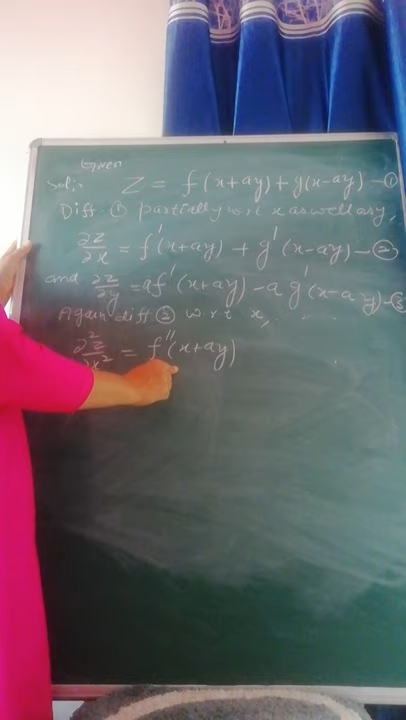 Given
Sol:- Z = f(x+ay) + g(x-ay) - ①
Diff. ① partially w.r.t x as well as y,
∂z/∂x = f'(x+ay) + g'(x-ay) - ②
and ∂z/∂y = af'(x+ay) - a g'(x-ay) - ③
Again diff ② w.r.t x,
∂²z/∂x² = f''(x+ay)